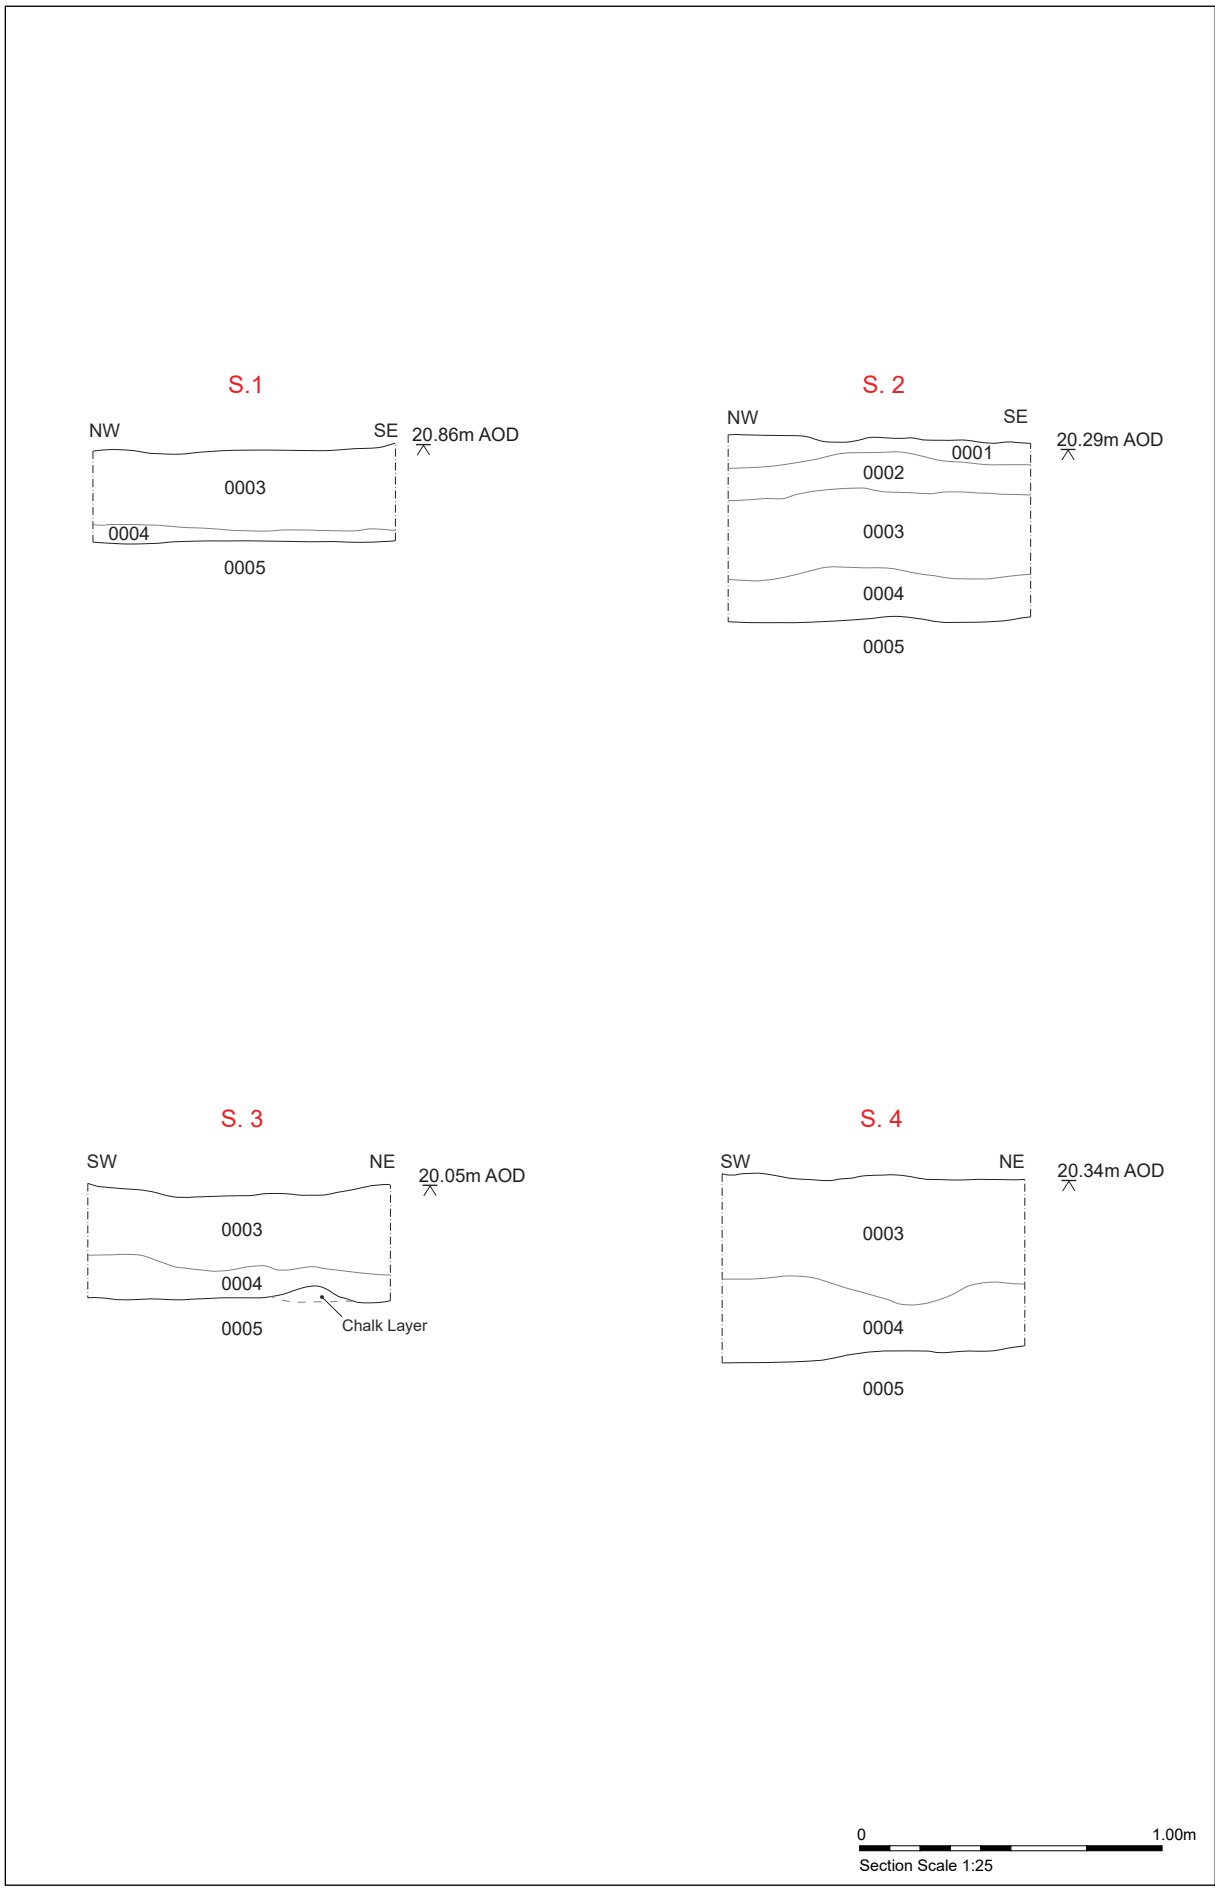 S.1
NW
SE
20.86m AOD
0003
0004
0005
S. 2
NW
SE
20.29m AOD
0001
0002
0003
0004
0005
S. 3
SW
NE
20.05m AOD
0003
0004
Chalk Layer
0005
S. 4
SW
NE
20.34m AOD
0003
0004
0005
0 1.00m
Section Scale 1:25